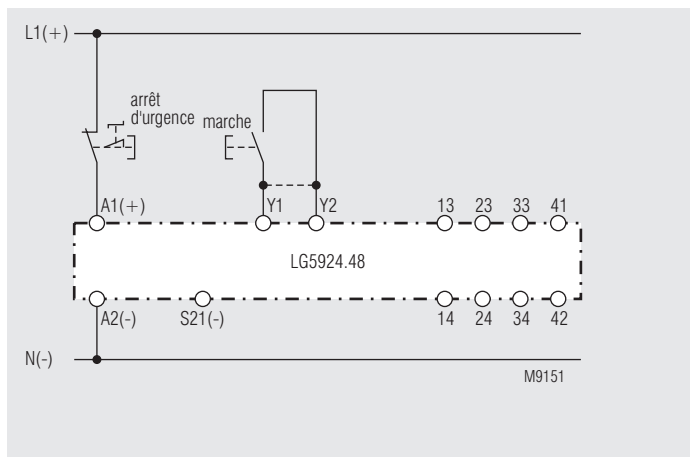 L1(+)
arrêt
d'urgence
marche
A1(+)
Y1
Y2
13
23
33
41
LG5924.48
A2(-)
S21(-)
14
24
34
42
N(-)
M9151